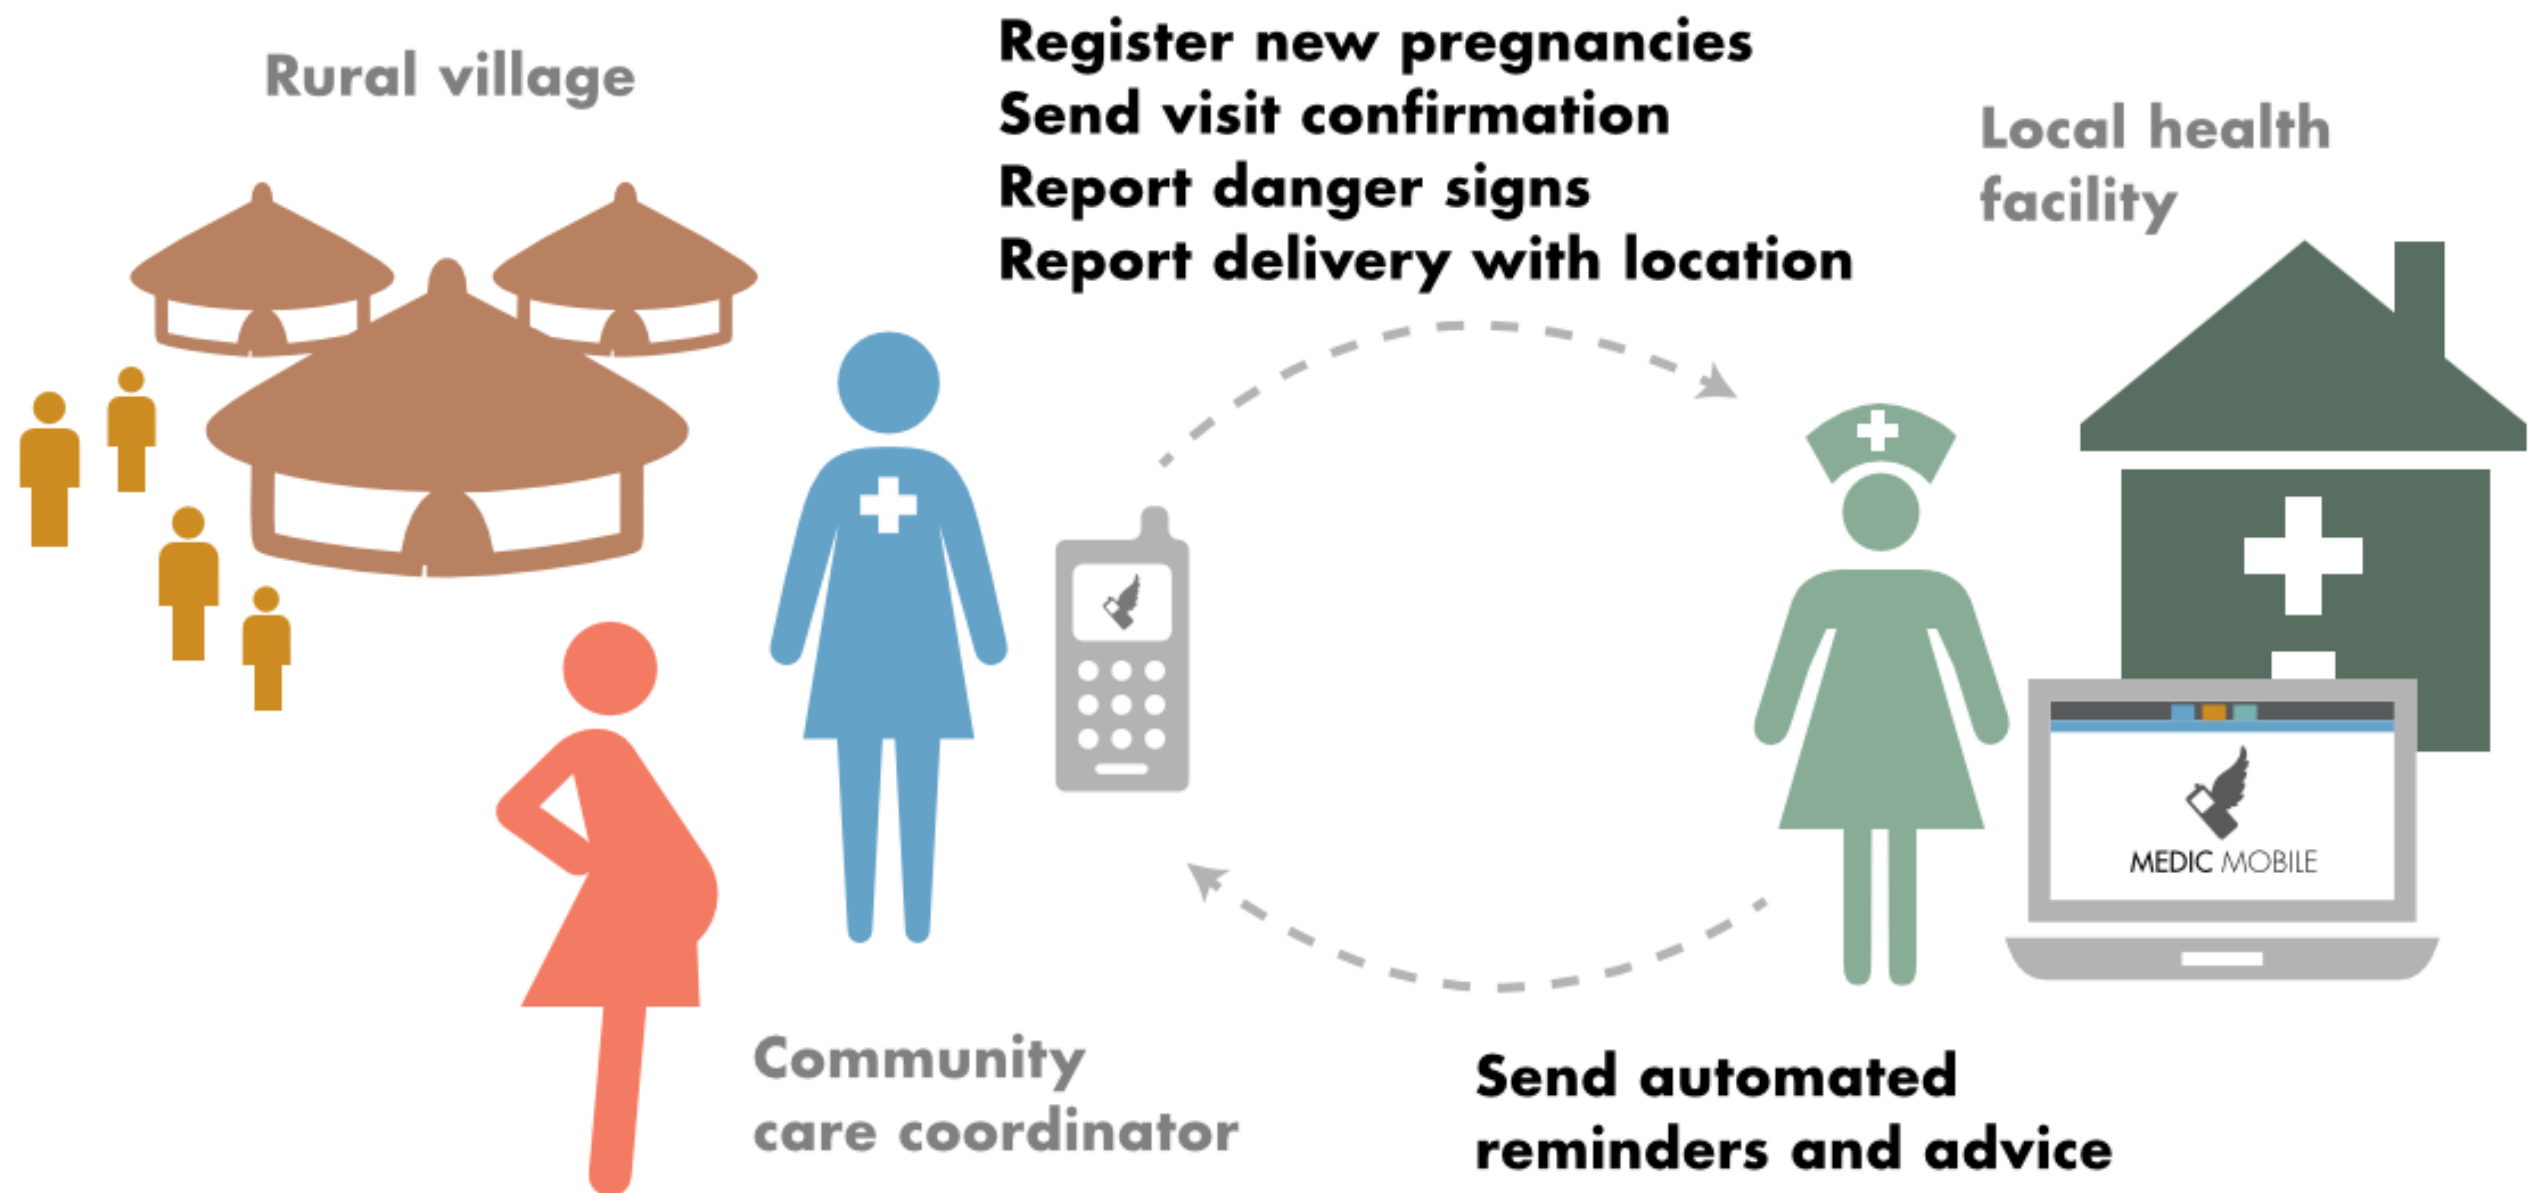 Rural village
Register new pregnancies
Send visit confirmation
Report danger signs
Report delivery with location
Local health
facility
MEDIC MOBILE
Community
care coordinator
Send automated
reminders and advice